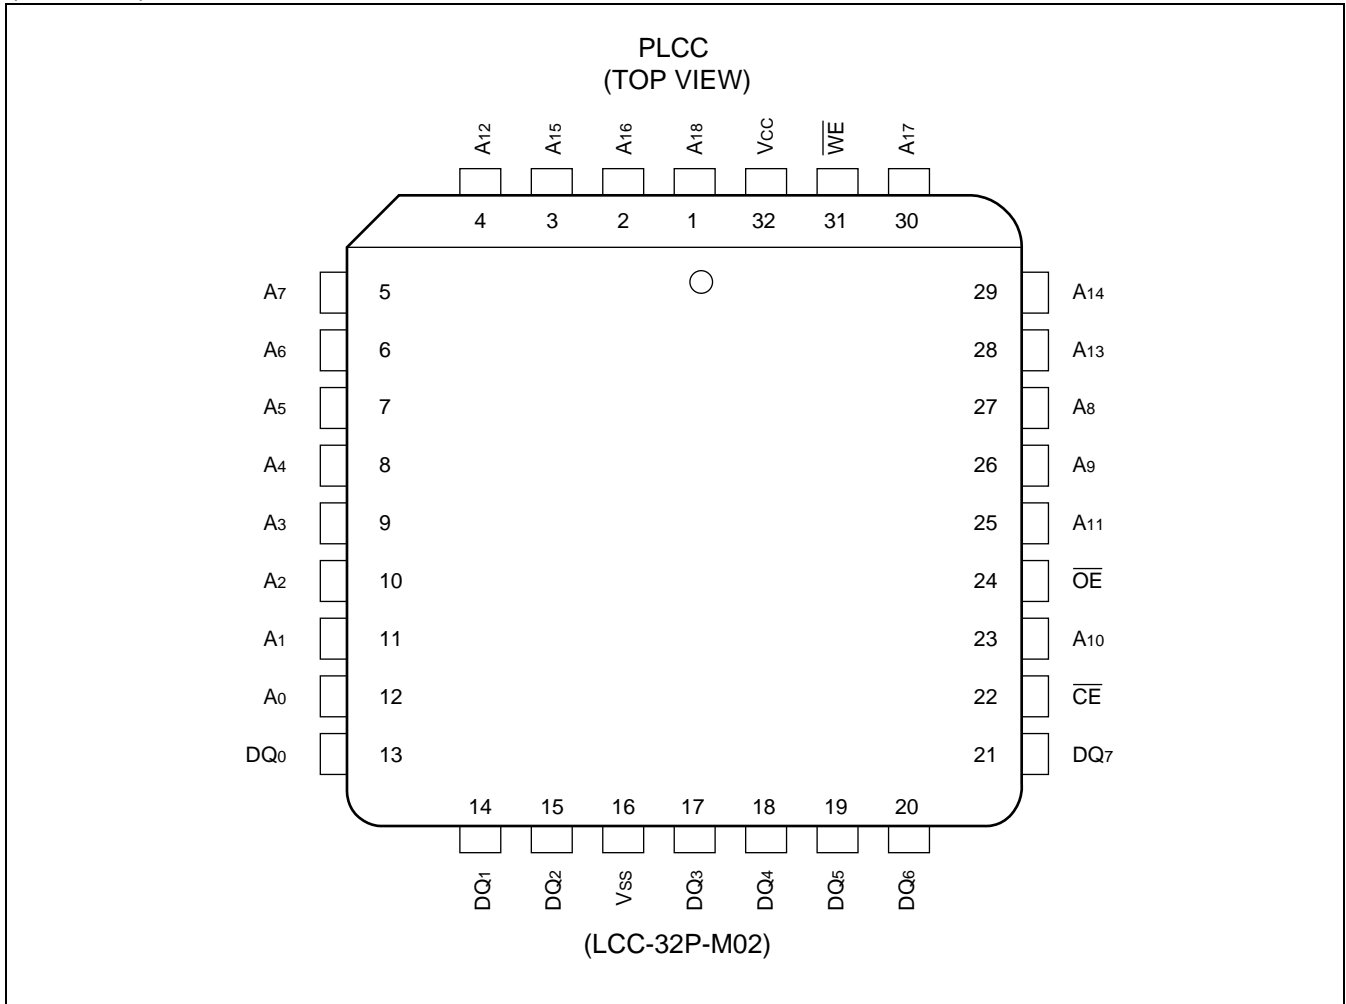 PLCC
(TOP VIEW)
A12 A15 A16 A18 VCC WE A17
4 3 2 1 32 31 30
A7 5 29 A14
A6 6 28 A13
A5 7 27 A8
A4 8 26 A9
A3 9 25 A11
A2 10 24 OE
A1 11 23 A10
A0 12 22 CE
DQ0 13 21 DQ7
14 15 16 17 18 19 20
DQ1 DQ2 VSS DQ3 DQ4 DQ5 DQ6
(LCC-32P-M02)